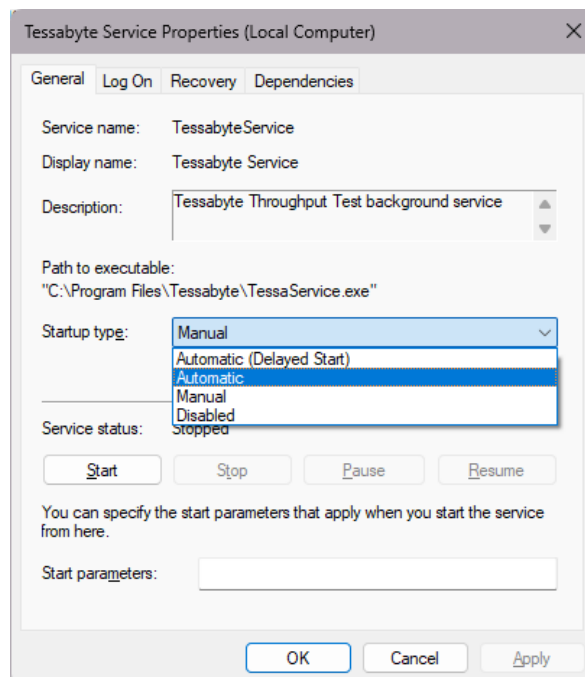 Tessabyte Service Properties (Local Computer)
General Log On Recovery Dependencies
Service name: TessabyteService
Display name: Tessabyte Service
Description: Tessabyte Throughput Test background service
Path to executable:
"C:\Program Files\Tessabyte\TessaService.exe"
Startup type: Manual
Automatic (Delayed Start)
Automatic
Manual
Disabled
Service status: Stopped
Start Stop Pause Resume
You can specify the start parameters that apply when you start the service
from here.
Start parameters:
OK Cancel Apply